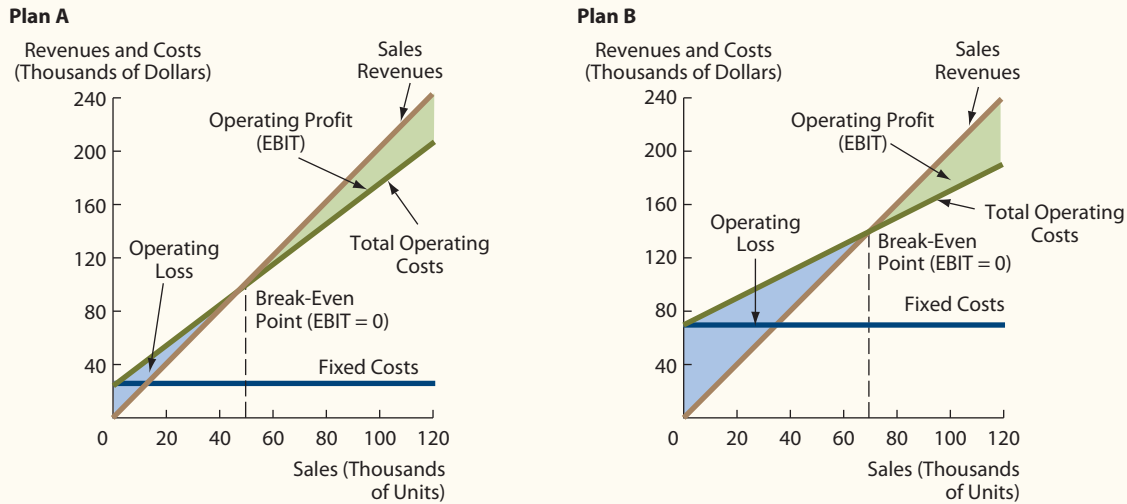 Plan A
Revenues and Costs
(Thousands of Dollars)
Sales
Revenues
240
Operating Profit
(EBIT)
200
160
Operating
Loss
Total Operating
Costs
120
Break-Even
Point (EBIT = 0)
80
Fixed Costs
40
0 20 40 60 80 100 120
Sales (Thousands
of Units)
Plan B
Revenues and Costs
(Thousands of Dollars)
Sales
Revenues
240
Operating Profit
(EBIT)
200
160
Operating
Loss
Total Operating
Costs
120
Break-Even
Point (EBIT = 0)
80
Fixed Costs
40
0 20 40 60 80 100 120
Sales (Thousands
of Units)